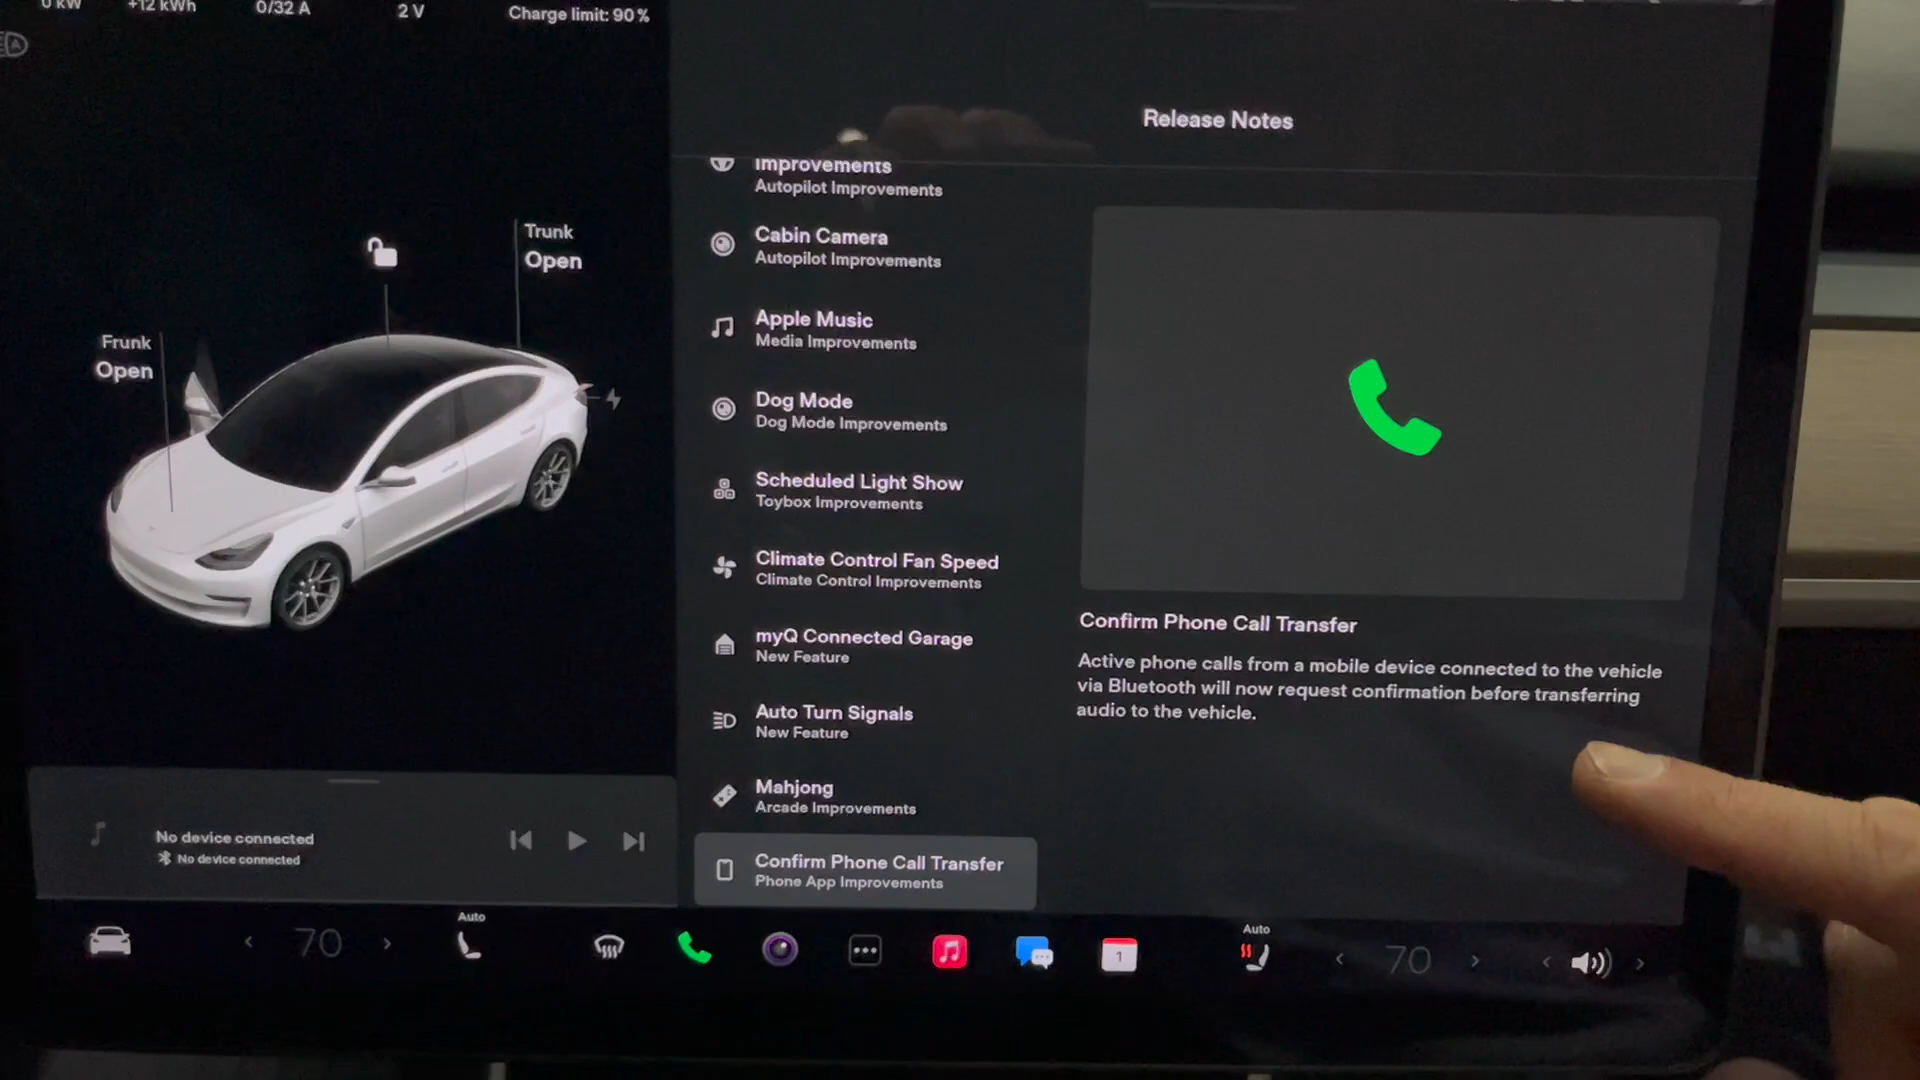 0 kW +12 kWh 0/32 A 2 V Charge limit: 90 %
Trunk
Open
Frunk
Open
No device connected
No device connected
Release Notes
Improvements
Autopilot Improvements
Cabin Camera
Autopilot Improvements
Apple Music
Media Improvements
Dog Mode
Dog Mode Improvements
Scheduled Light Show
Toybox Improvements
Climate Control Fan Speed
Climate Control Improvements
myQ Connected Garage
New Feature
Auto Turn Signals
New Feature
Mahjong
Arcade Improvements
Confirm Phone Call Transfer
Phone App Improvements
Confirm Phone Call Transfer
Active phone calls from a mobile device connected to the vehicle
via Bluetooth will now request confirmation before transferring
audio to the vehicle.
70
Auto
1
Auto
70